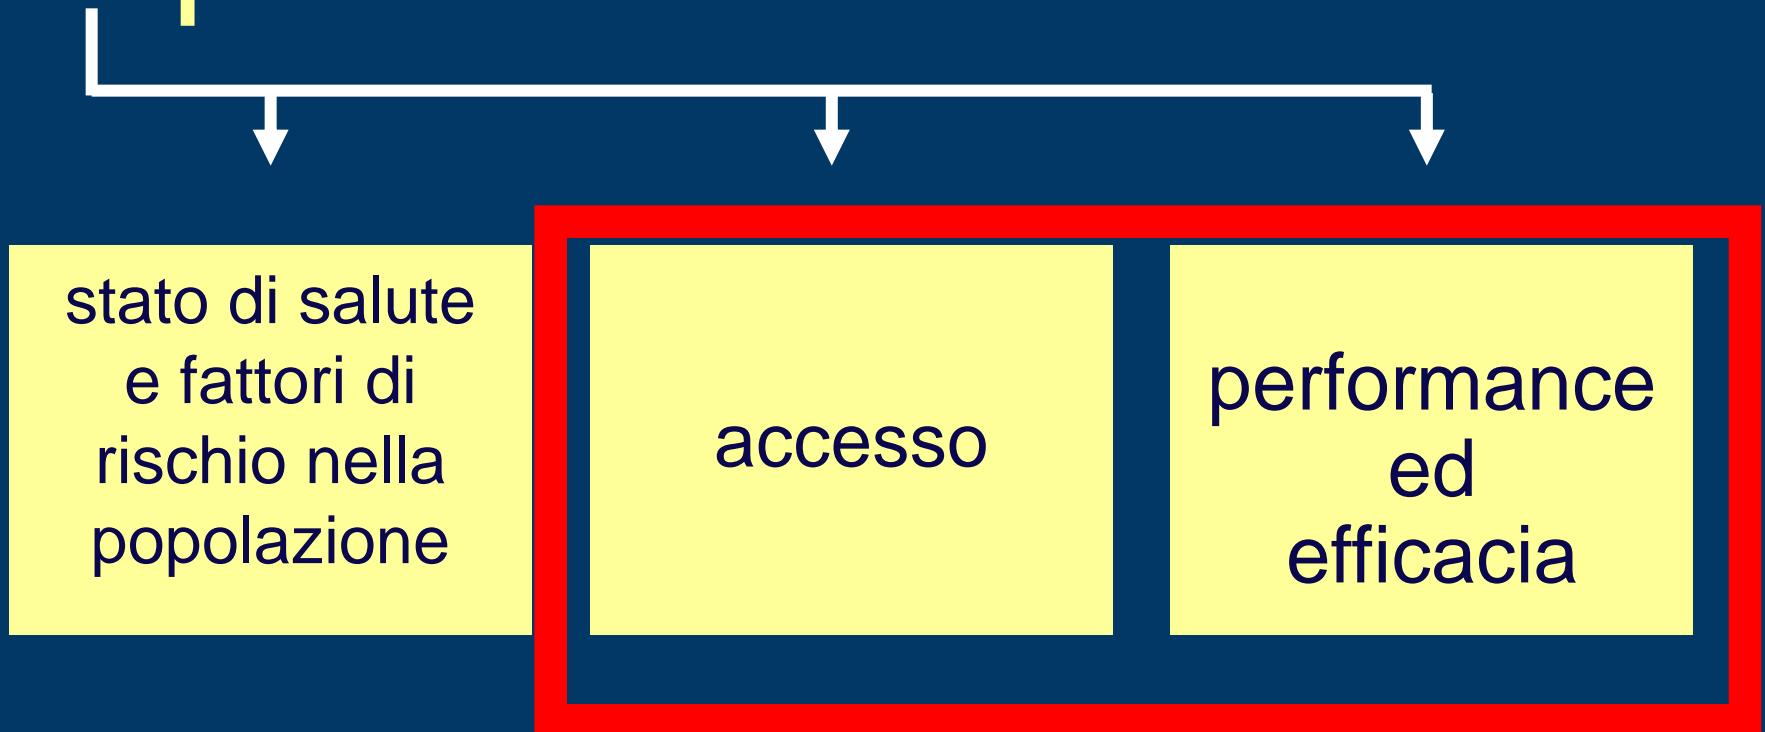 stato di salute
e fattori di
rischio nella
popolazione
accesso
performance
ed
efficacia